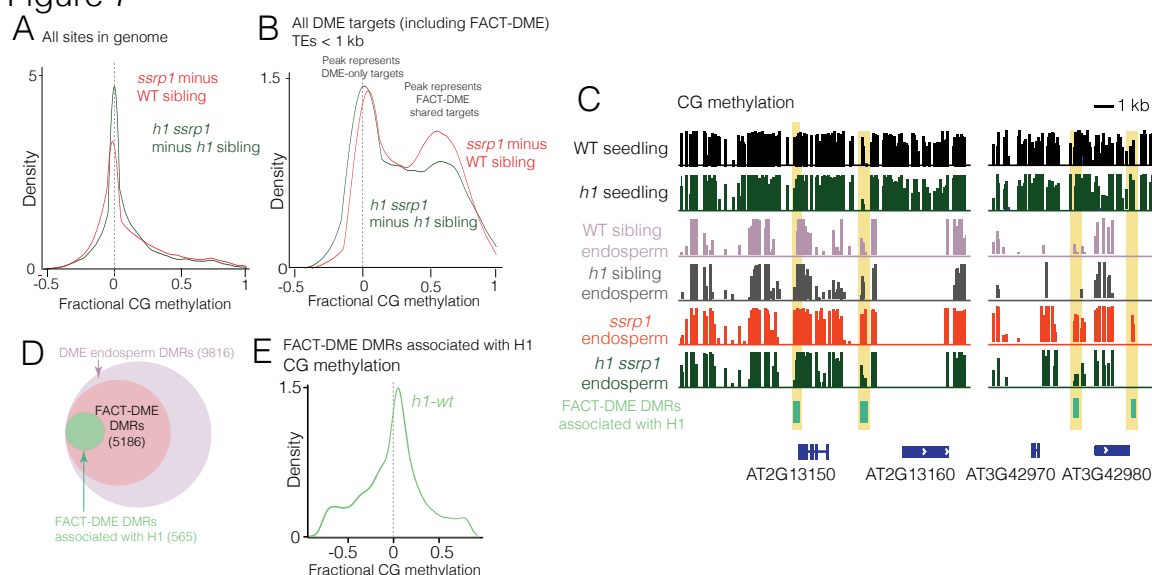 A All sites in genome
5
ssrp1 minus
WT sibling
h1 ssrp1
minus h1 sibling
Density
0
-0.5
0
0.5
1
Fractional CG methylation
B All DME targets (including FACT-DME)
TEs < 1 kb
Peak represents
DME-only targets
1.5
Peak represents
FACT-DME
shared targets
ssrp1 minus
WT sibling
h1 ssrp1
minus h1 sibling
Density
0
-0.5
0
0.5
1
Fractional CG methylation
C
CG methylation
1 kb
WT seedling
h1 seedling
WT sibling
endosperm
h1 sibling
endosperm
ssrp1
endosperm
h1 ssrp1
endosperm
FACT-DME DMRs
associated with H1
AT2G13150
AT2G13160
AT3G42970
AT3G42980
D
DME endosperm DMRs (9816)
FACT-DME
DMRs
(5186)
FACT-DME DMRs
associated with H1 (565)
E FACT-DME DMRs associated with H1
CG methylation
1.5
h1-wt
Density
0
-0.5
0
0.5
Fractional CG methylation